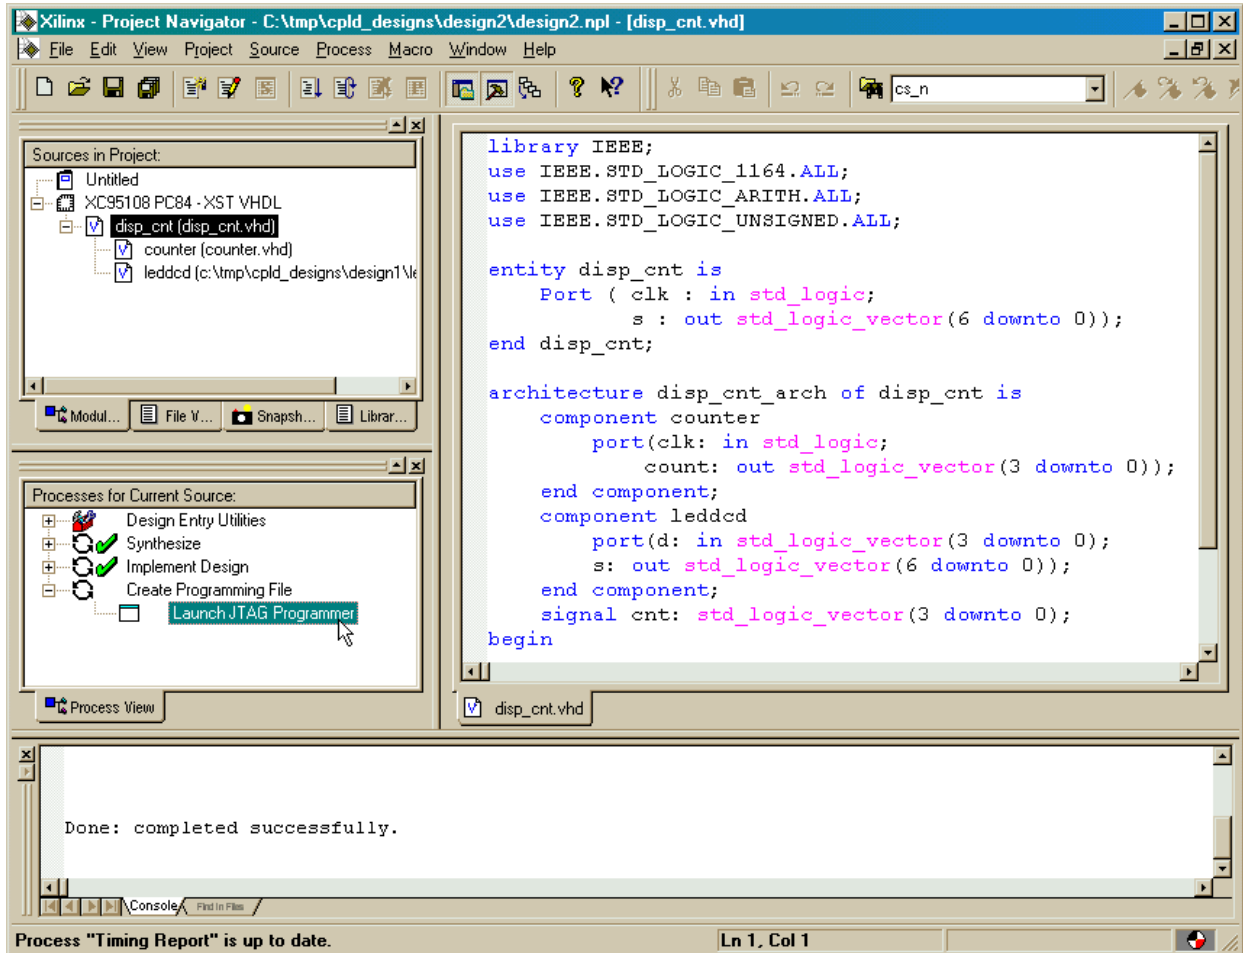 Xilinx - Project Navigator - C:\tmp\cpld_designs\design2\design2.npl - [disp_cnt.vhd]
File Edit View Project Source Process Macro Window Help
cs_n
Sources in Project:
Untitled
XC95108 PC84 - XST VHDL
disp_cnt (disp_cnt.vhd)
counter (counter.vhd)
leddcd (c:\tmp\cpld_designs\design1\le
Modul... File V... Snapsh... Librar...
Processes for Current Source:
Design Entry Utilities
Synthesize
Implement Design
Create Programming File
Launch JTAG Programmer
Process View
library IEEE;
use IEEE.STD_LOGIC_1164.ALL;
use IEEE.STD_LOGIC_ARITH.ALL;
use IEEE.STD_LOGIC_UNSIGNED.ALL;
entity disp_cnt is
Port ( clk : in std_logic;
s : out std_logic_vector(6 downto 0));
end disp_cnt;
architecture disp_cnt_arch of disp_cnt is
component counter
port(clk: in std_logic;
count: out std_logic_vector(3 downto 0));
end component;
component leddcd
port(d: in std_logic_vector(3 downto 0);
s: out std_logic_vector(6 downto 0));
end component;
signal cnt: std_logic_vector(3 downto 0);
begin
disp_cnt.vhd
Done: completed successfully.
Console Find in Files
Process "Timing Report" is up to date. Ln 1, Col 1